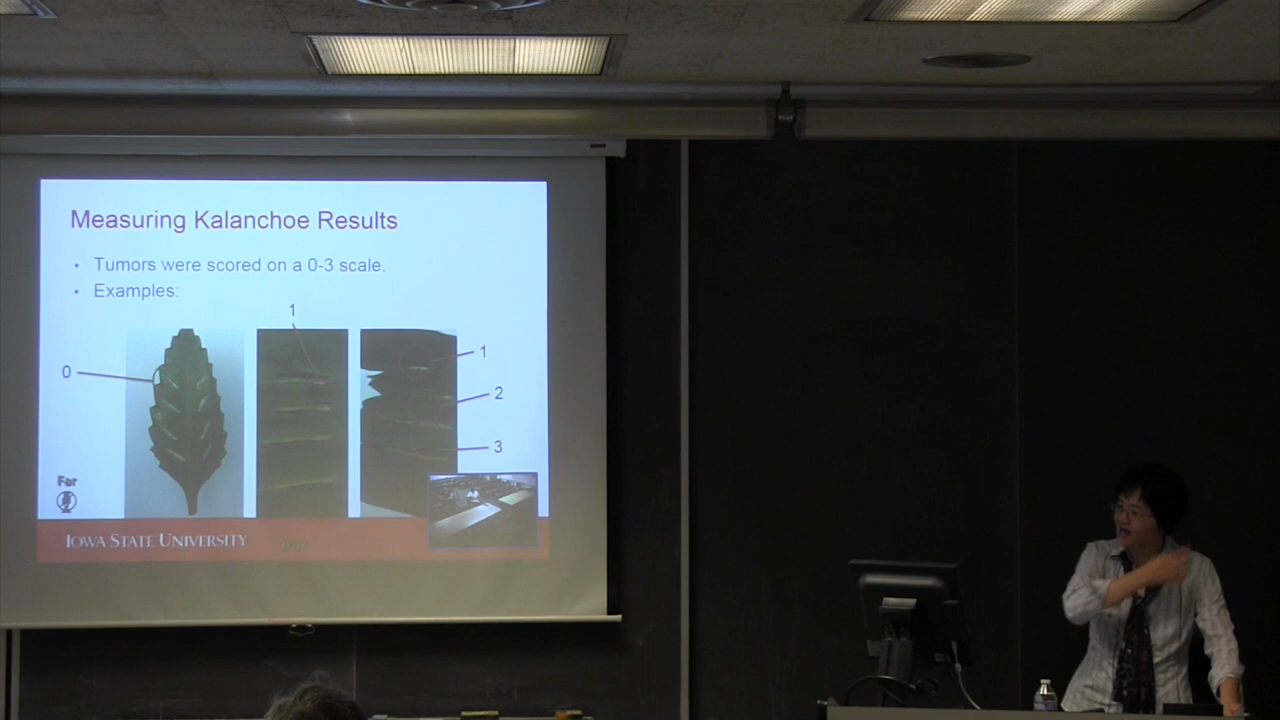 Measuring Kalanchoe Results
• Tumors were scored on a 0-3 scale.
• Examples:
1
0
1
2
3
Far
IOWA STATE UNIVERSITY